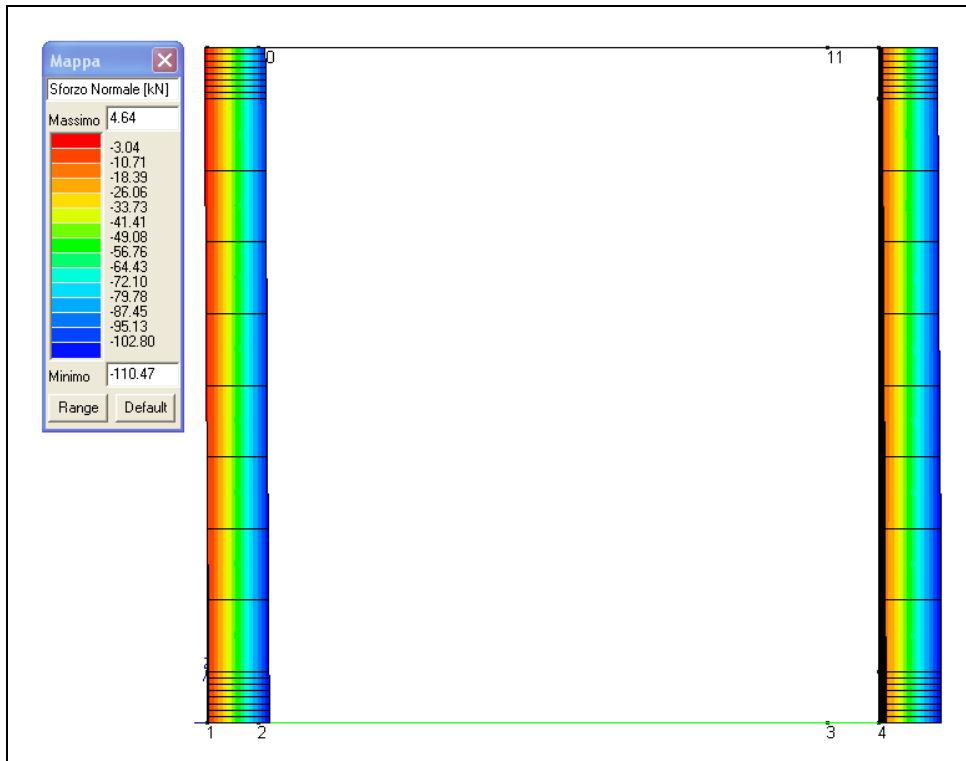 Mappa
Sforzo Normale [kN]
Massimo 4.64
-3.04
-10.71
-18.39
-26.06
-33.73
-41.41
-49.08
-56.76
-64.43
-72.10
-79.78
-87.45
-95.13
-102.80
Minimo -110.47
Range Default
0 11
1 2 3 4